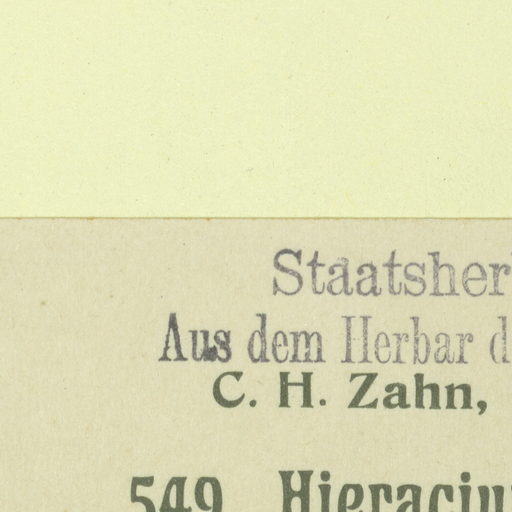 Staatsher
Aus dem Herbar d
C. H. Zahn,
549 Hieraciu